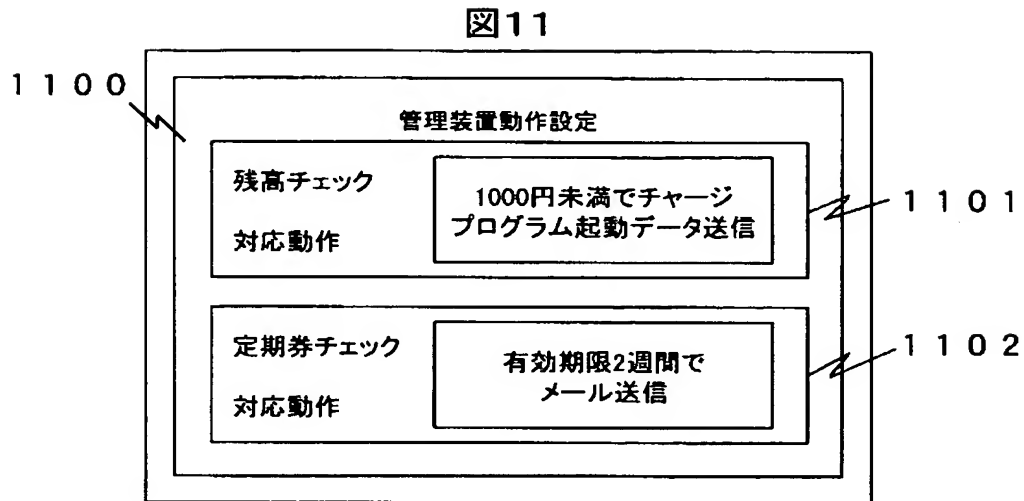 図11
1100
管理装置動作設定
残高チェック
対応動作
1000円未満でチャージ
プログラム起動データ送信
1101
定期券チェック
対応動作
有効期限2週間で
メール送信
1102